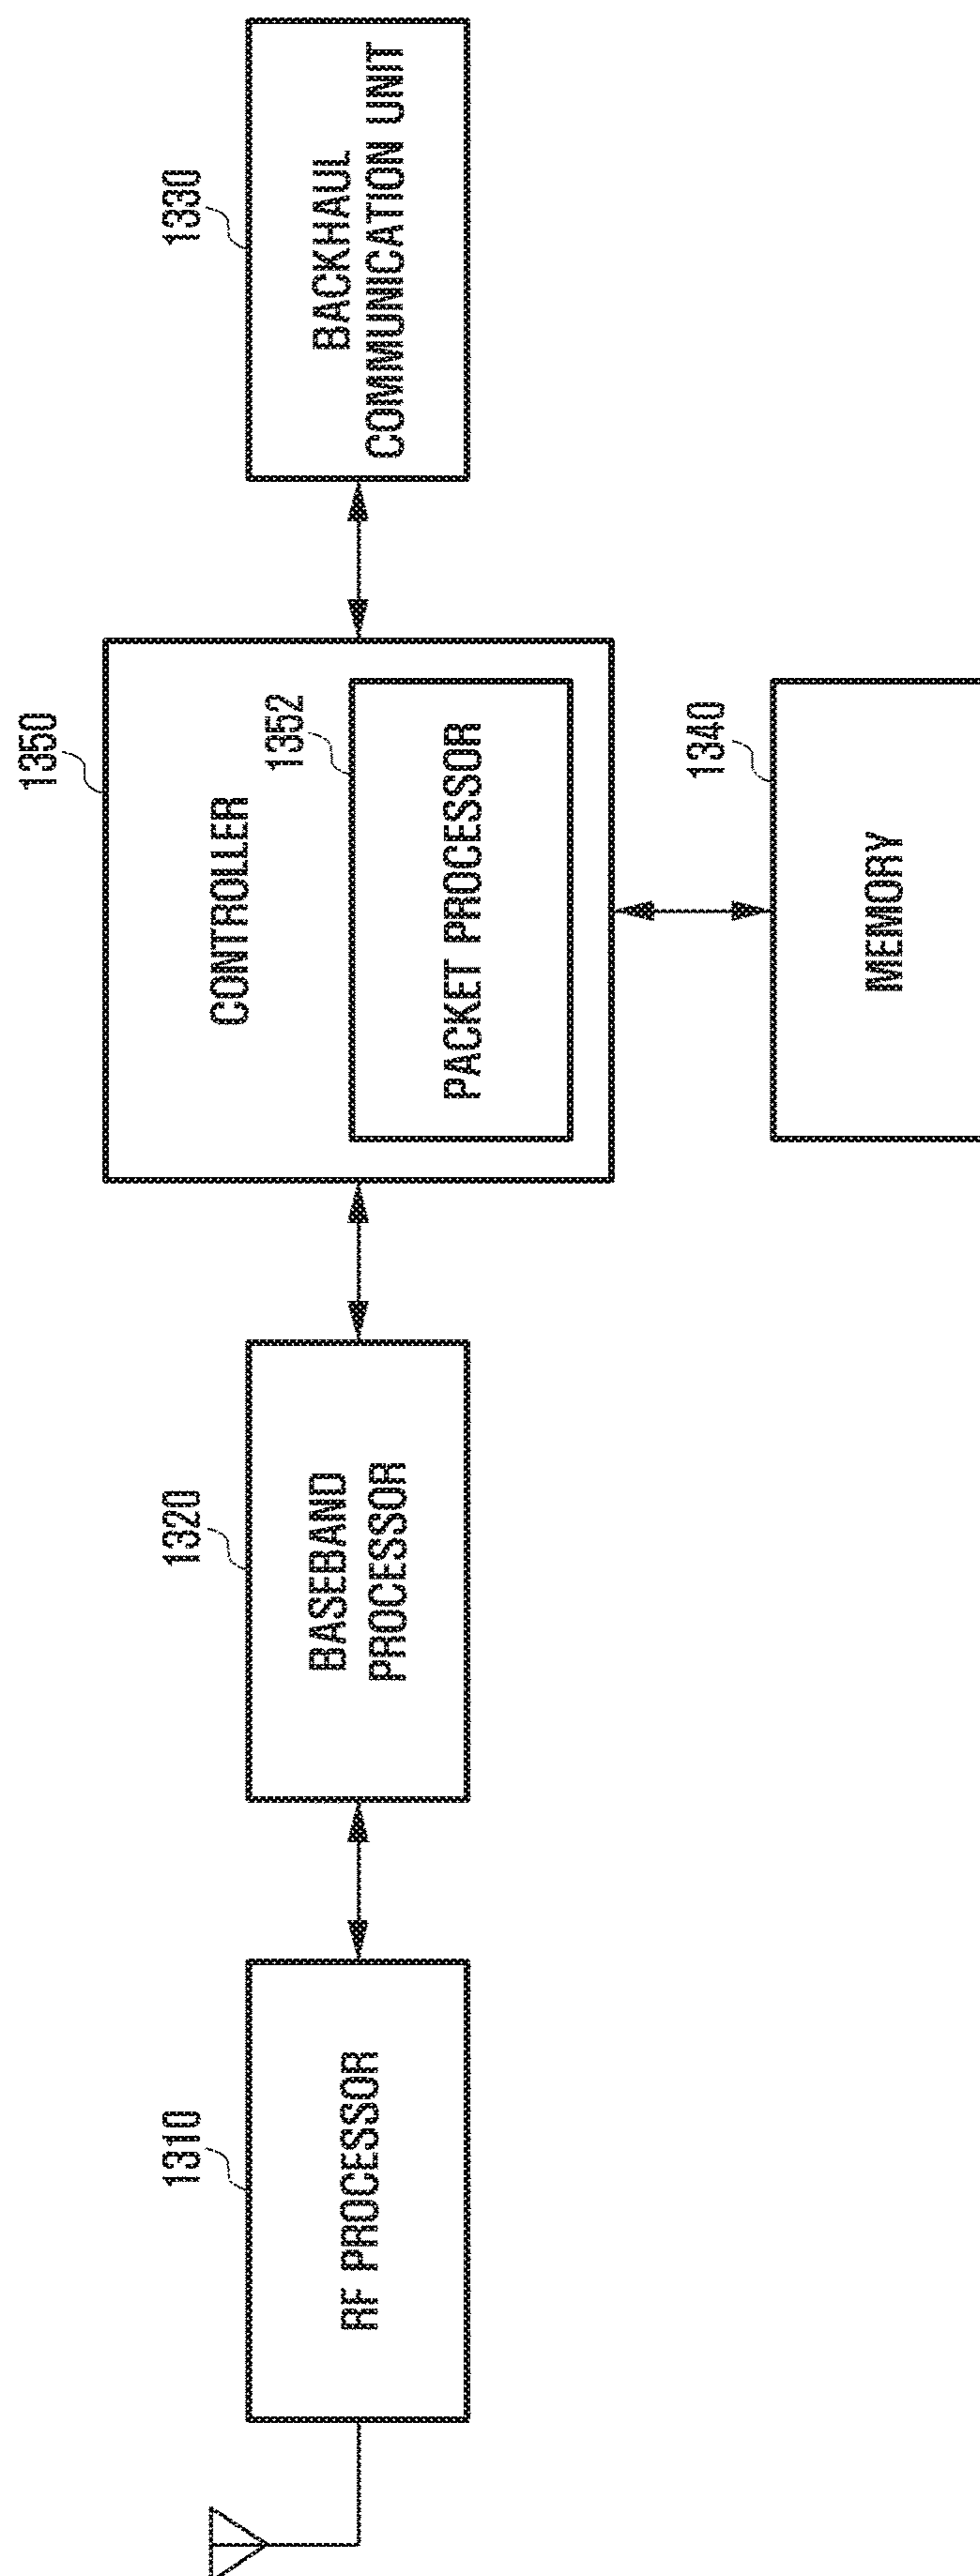 1310
RF PROCESSOR
1320
BASEBAND
PROCESSOR
1350
CONTROLLER
1352
PACKET PROCESSOR
1330
BACKHAUL
COMMUNICATION UNIT
1340
MEMORY